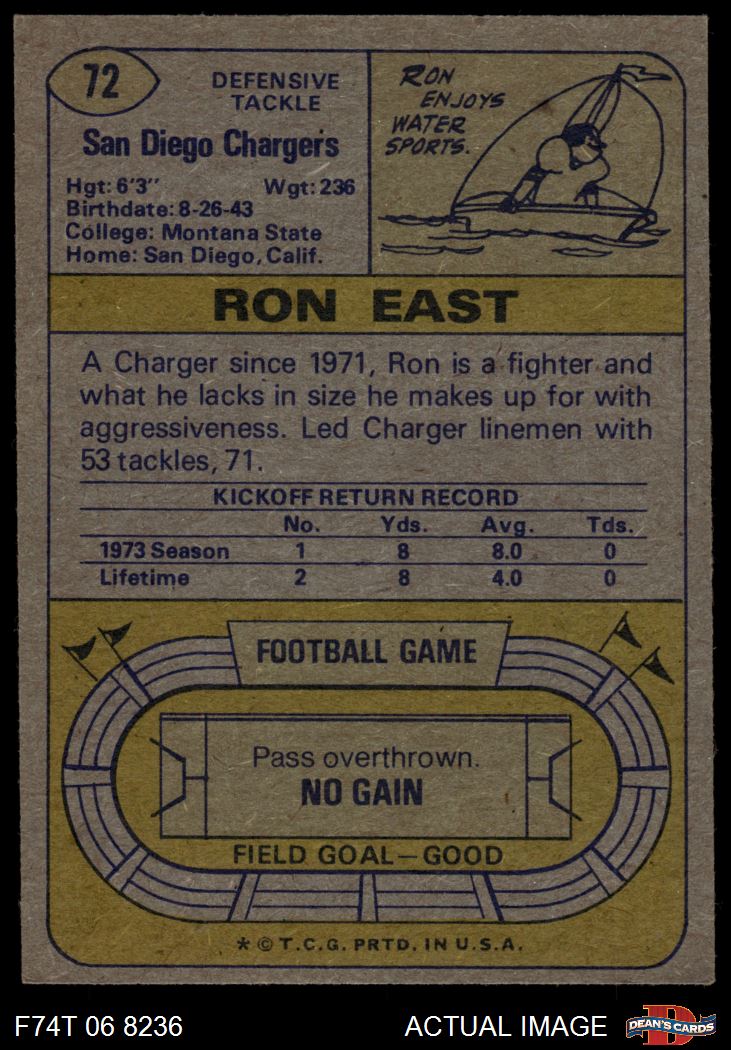 72
DEFENSIVE
TACKLE
San Diego Chargers
Hgt: 6'3" Wgt: 236
Birthdate: 8-26-43
College: Montana State
Home: San Diego, Calif.
RON
ENJOYS
WATER
SPORTS.
RON EAST
A Charger since 1971, Ron is a fighter and
what he lacks in size he makes up for with
aggressiveness. Led Charger linemen with
53 tackles, 71.
KICKOFF RETURN RECORD
No. Yds. Avg. Tds.
1973 Season 1 8 8.0 0
Lifetime 2 8 4.0 0
FOOTBALL GAME
Pass overthrown.
NO GAIN
FIELD GOAL—GOOD
* © T.C.G. PRTD. IN U.S.A.
F74T 06 8236 ACTUAL IMAGE
D
DEAN'S CARDS